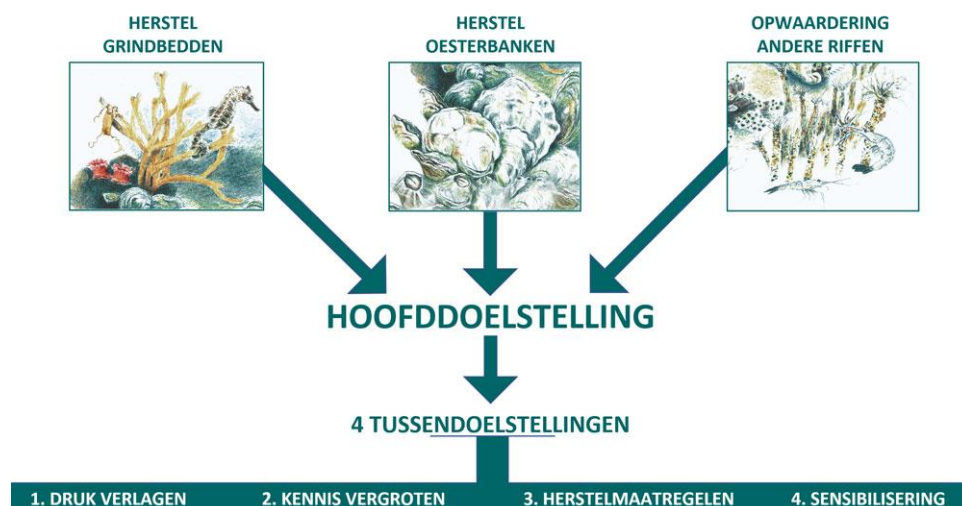 HERSTEL
GRINDBEDDEN
HERSTEL
OESTERBANKEN
OPWAARDERING
ANDERE RIFFEN
HOOFDDOELSTELLING
4 TUSSENDOELSTELLINGEN
1. DRUK VERLAGEN 2. KENNIS VERGROTEN 3. HERSTELMAATREGELEN 4. SENSIBILISERING